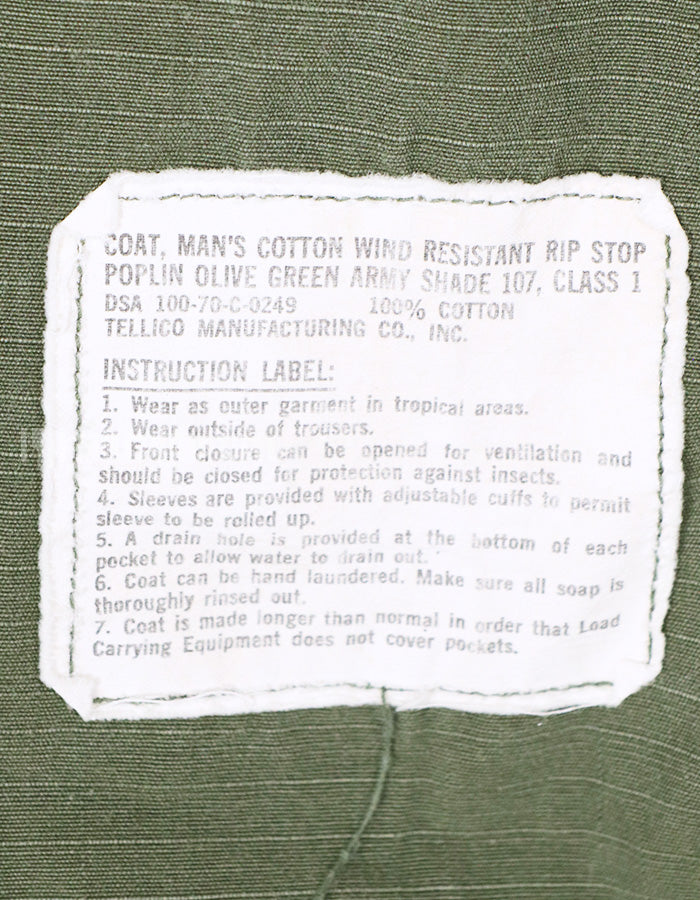 COAT, MAN'S COTTON WIND RESISTANT RIP STOP
POPLIN OLIVE GREEN ARMY SHADE 107, CLASS 1
DSA 100-70-C-0249 100% COTTON
TELLICO MANUFACTURING CO., INC.
INSTRUCTION LABEL:
1. Wear as outer garment in tropical areas.
2. Wear outside of trousers.
3. Front closure can be opened for ventilation and
should be closed for protection against insects.
4. Sleeves are provided with adjustable cuffs to permit
sleeve to be rolled up.
5. A drain hole is provided at the bottom of each
pocket to allow water to drain out.
6. Coat can be hand laundered. Make sure all soap is
thoroughly rinsed out.
7. Coat is made longer than normal in order that Load
Carrying Equipment does not cover pockets.